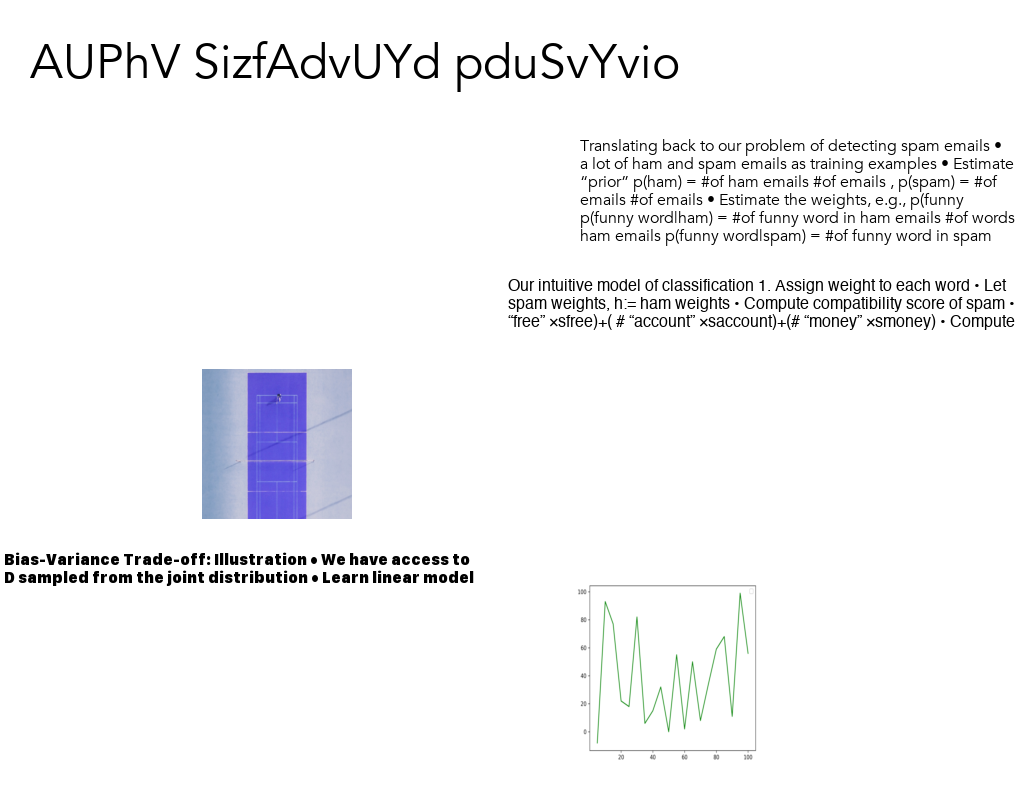 AUPhV SizfAdvUYd pduSvYvio
Translating back to our problem of detecting spam emails •
a lot of ham and spam emails as training examples • Estimate
“prior” p(ham) = #of ham emails #of emails , p(spam) = #of
emails #of emails • Estimate the weights, e.g., p(funny
p(funny wordlham) = #of funny word in ham emails #of words
ham emails p(funny wordlspam) = #of funny word in spam
Our intuitive model of classification 1. Assign weight to each word • Let
spam weights, h:= ham weights • Compute compatibility score of spam •
“free” ×sfree)+( # “account” ×saccount)+(# “money” ×smoney) • Compute
Bias-Variance Trade-off: Illustration • We have access to
D sampled from the joint distribution • Learn linear model
100
80
60
40
20
0
20 40 60 80 100